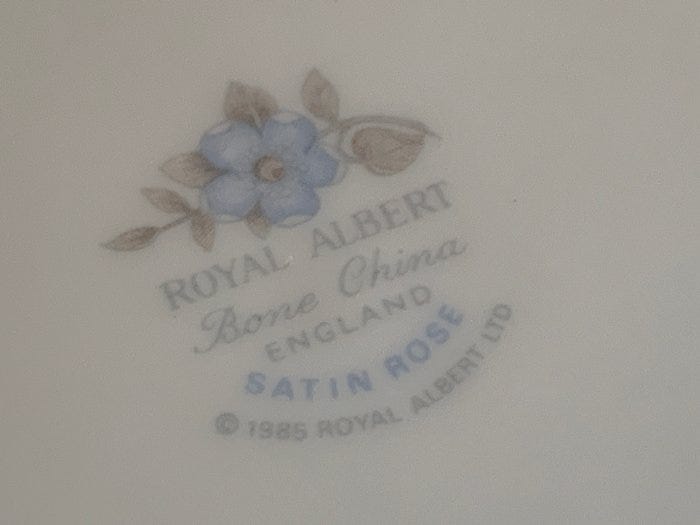 ROYAL ALBERT
Bone China
ENGLAND
SATIN ROSE
© 1985 ROYAL ALBERT LTD